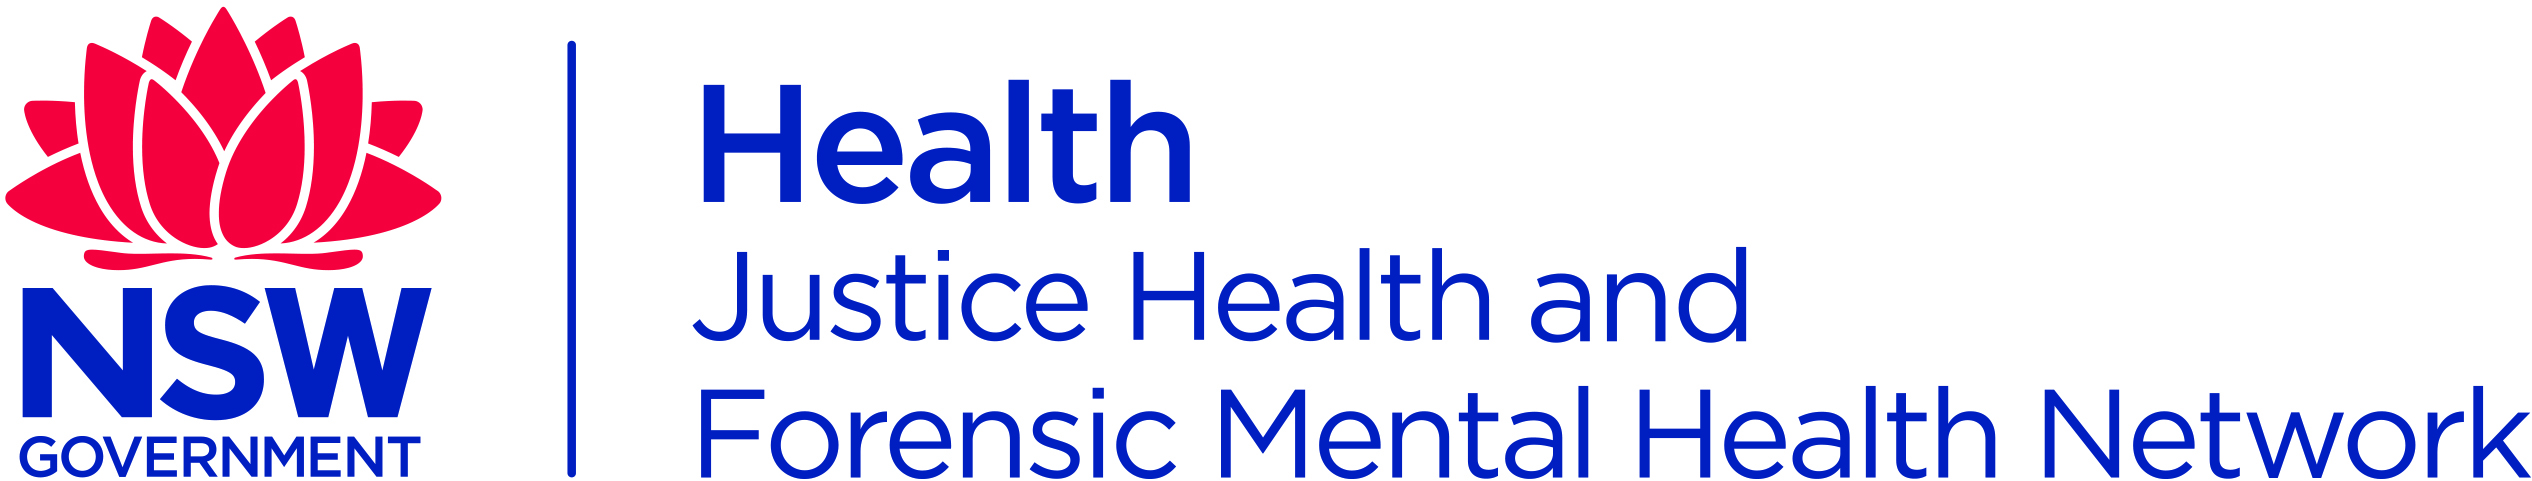 NSW
GOVERNMENT
Health
Justice Health and
Forensic Mental Health Network